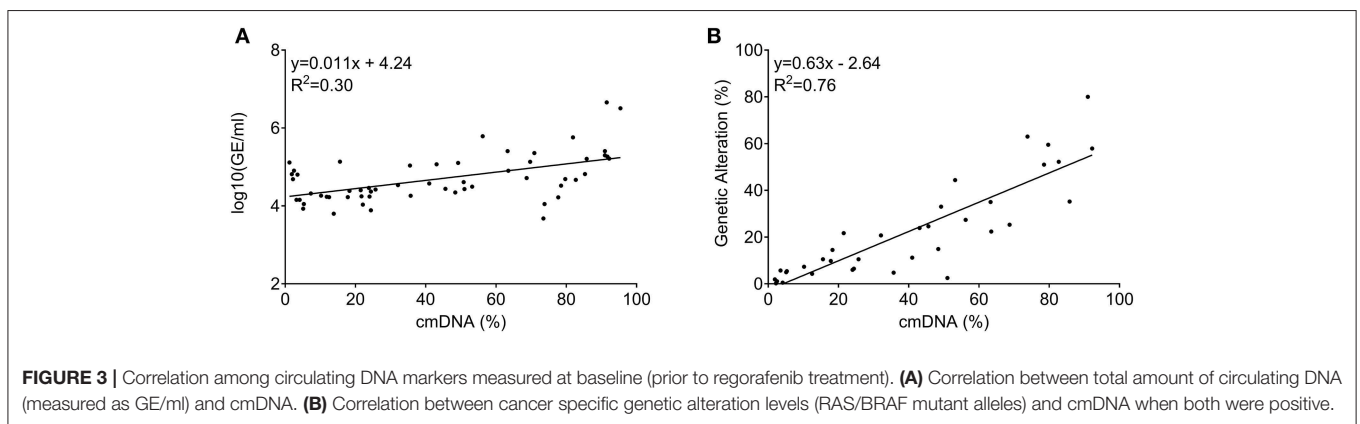 A
y=0.011x + 4.24
R²=0.30
8
6
4
2
log10(GE/ml)
0
20
40
60
80
100
cmDNA (%)
B
y=0.63x - 2.64
R²=0.76
100
80
60
40
20
0
Genetic Alteration (%)
0
20
40
60
80
100
cmDNA (%)
FIGURE 3 | Correlation among circulating DNA markers measured at baseline (prior to regorafenib treatment). (A) Correlation between total amount of circulating DNA
(measured as GE/ml) and cmDNA. (B) Correlation between cancer specific genetic alteration levels (RAS/BRAF mutant alleles) and cmDNA when both were positive.